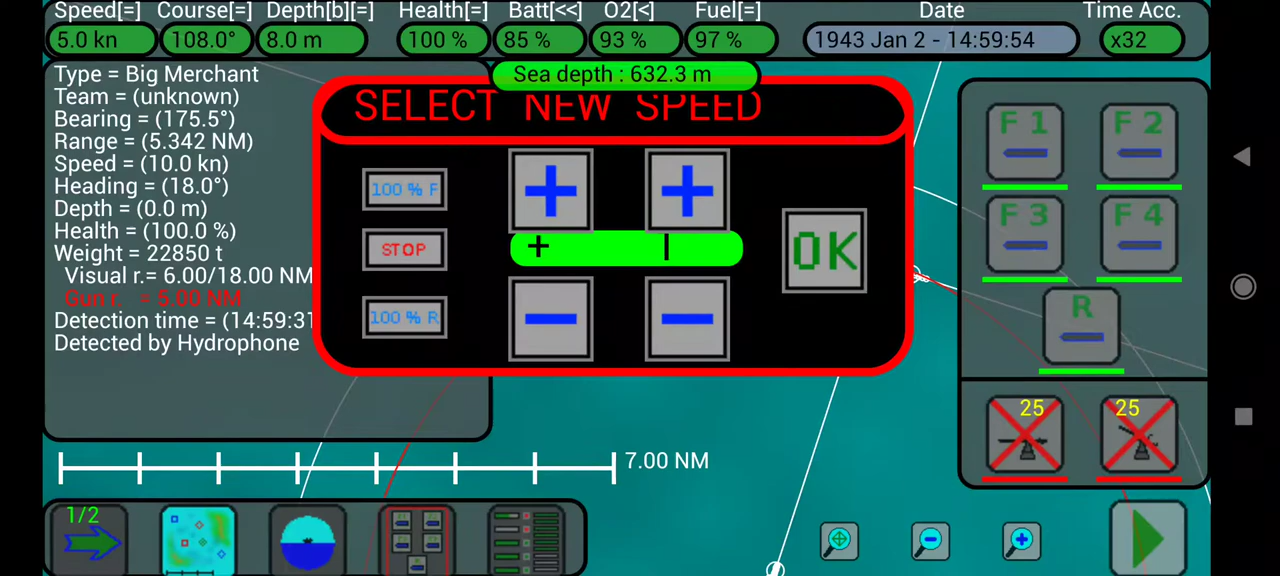 Speed[=] Course[=] Depth[b][=] Health[=] Batt[<<] O2[<] Fuel[=] Date Time Acc.
5.0 kn 108.0° 8.0 m 100 % 85 % 93 % 97 % 1943 Jan 2 - 14:59:54 x32
Sea depth : 632.3 m
Type = Big Merchant
Team = (unknown)
Bearing = (175.5°)
Range = (5.342 NM)
Speed = (10.0 kn)
Heading = (18.0°)
Depth = (0.0 m)
Health = (100.0 %)
Weight = 22850 t
Visual r.= 6.00/18.00 NM
Gun r. = 5.00 NM
Detection time = (14:59:31
Detected by Hydrophone
SELECT NEW SPEED
100 % F
STOP
100 % R
+ |
OK
F 1 F 2
F 3 F 4
R
25 25
7.00 NM
1/2